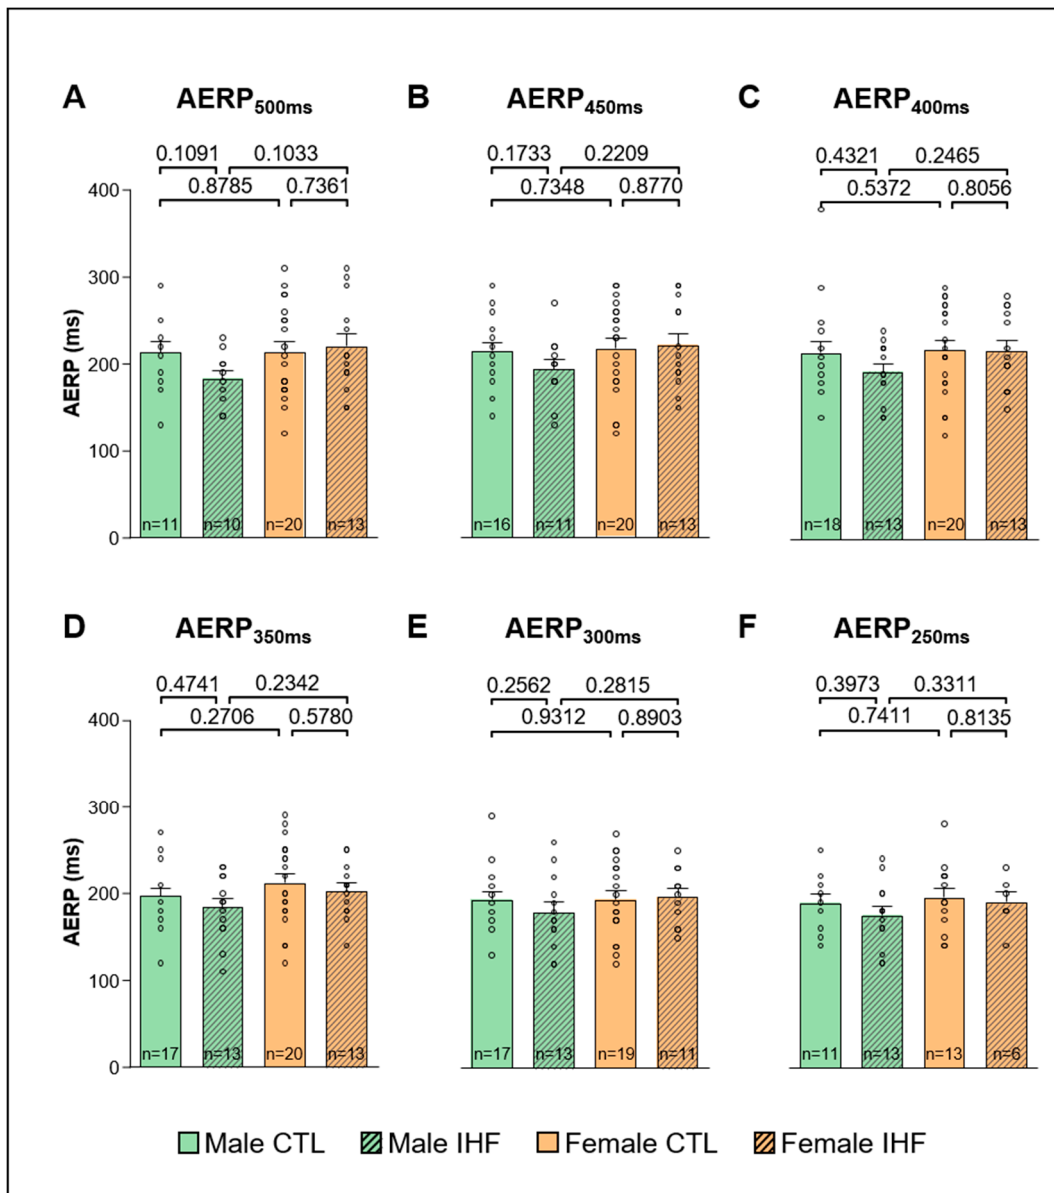 A AERP500ms B AERP450ms C AERP400ms
0.1091 0.1033 0.1733 0.2209 0.4321 0.2465
0.8785 0.7361 0.7348 0.8770 0.5372 0.8056
400
300
200
100
0
AERP (ms)
n=11 n=10 n=20 n=13 n=16 n=11 n=20 n=13 n=18 n=13 n=20 n=13
D AERP350ms E AERP300ms F AERP250ms
0.4741 0.2342 0.2562 0.2815 0.3973 0.3311
0.2706 0.5780 0.9312 0.8903 0.7411 0.8135
400
300
200
100
0
AERP (ms)
n=17 n=13 n=20 n=13 n=17 n=13 n=19 n=11 n=11 n=13 n=13 n=6
Male CTL Male IHF Female CTL Female IHF